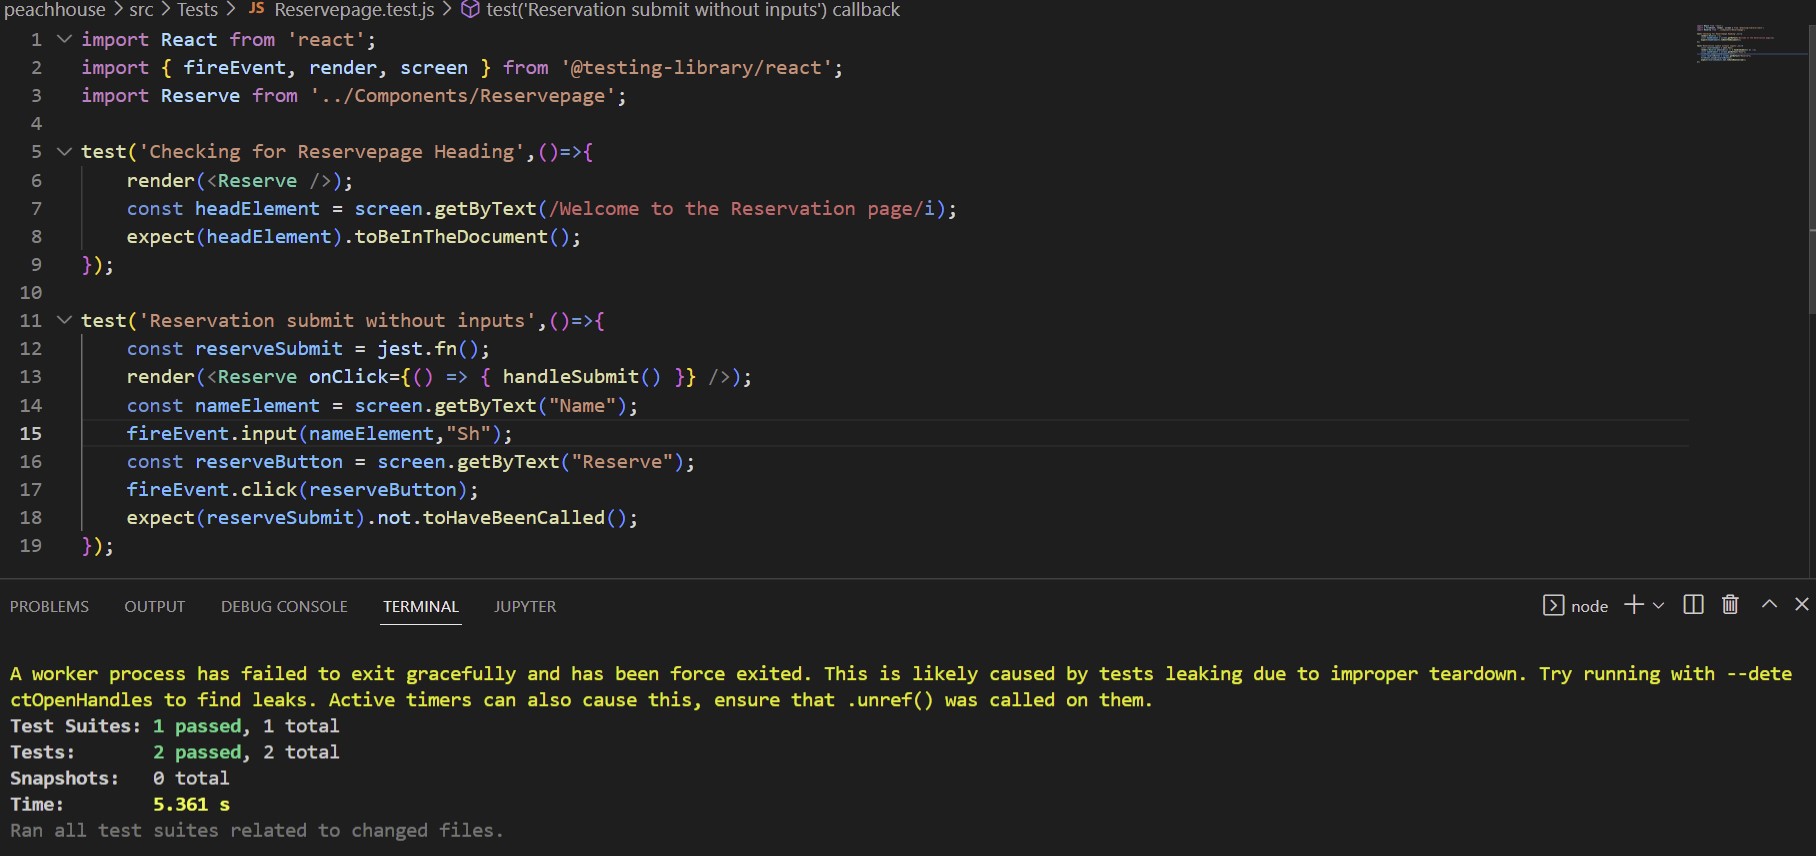 peachhouse > src > Tests > JS Reservepage.test.js > test('Reservation submit without inputs') callback
1 import React from 'react';
2 import { fireEvent, render, screen } from '@testing-library/react';
3 import Reserve from '../Components/Reservepage';
4
5 test('Checking for Reservepage Heading',()=>{
6 render(<Reserve />);
7 const headElement = screen.getByText(/Welcome to the Reservation page/i);
8 expect(headElement).toBeInTheDocument();
9 });
10
11 test('Reservation submit without inputs',()=>{
12 const reserveSubmit = jest.fn();
13 render(<Reserve onClick={() => { handleSubmit() }} />);
14 const nameElement = screen.getByText("Name");
15 fireEvent.input(nameElement,"Sh");
16 const reserveButton = screen.getByText("Reserve");
17 fireEvent.click(reserveButton);
18 expect(reserveSubmit).not.toHaveBeenCalled();
19 });
PROBLEMS OUTPUT DEBUG CONSOLE TERMINAL JUPYTER node
A worker process has failed to exit gracefully and has been force exited. This is likely caused by tests leaking due to improper teardown. Try running with --dete
ctOpenHandles to find leaks. Active timers can also cause this, ensure that .unref() was called on them.
Test Suites: 1 passed, 1 total
Tests: 2 passed, 2 total
Snapshots: 0 total
Time: 5.361 s
Ran all test suites related to changed files.